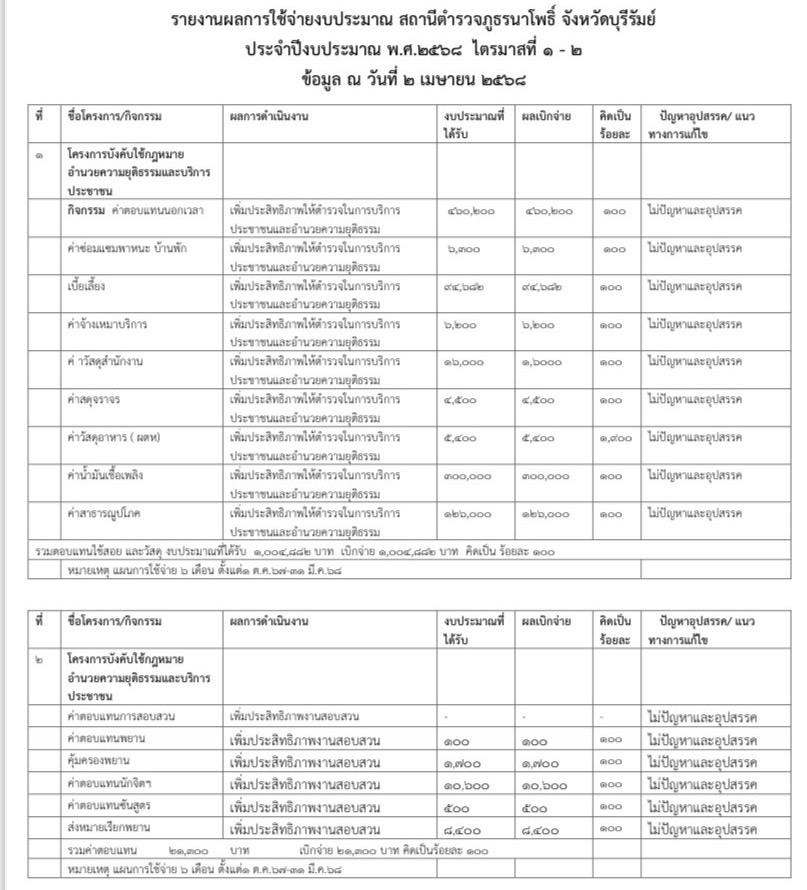 รายงานผลการใช้จ่ายงบประมาณ สถานีตำรวจภูธรนาโพธิ์ จังหวัดบุรีรัมย์
ประจำปีงบประมาณ พ.ศ.๒๕๖๘ ไตรมาสที่ ๑ - ๒
ข้อมูล ณ วันที่ ๒ เมษายน ๒๕๖๘
ที่ ชื่อโครงการ/กิจกรรม ผลการดำเนินงาน งบประมาณที่ ผลเบิกจ่าย คิดเป็น ปัญหาอุปสรรค/ แนว
ได้รับ ร้อยละ ทางการแก้ไข
๑ โครงการบังคับใช้กฎหมาย
อำนวยความยุติธรรมและบริการ
ประชาชน
กิจกรรม ค่าตอบแทนนอกเวลา เพิ่มประสิทธิภาพให้ตำรวจในการบริการ ๔๖๐,๒๐๐ ๔๖๐,๒๐๐ ๑๐๐ ไม่ปัญหาและอุปสรรค
ประชาชนและอำนวยความยุติธรรม
ค่าซ่อมแซมพาหนะ บ้านพัก เพิ่มประสิทธิภาพให้ตำรวจในการบริการ ๖,๓๐๐ ๖,๓๐๐ ๑๐๐ ไม่ปัญหาและอุปสรรค
ประชาชนและอำนวยความยุติธรรม
เบี้ยเลี้ยง เพิ่มประสิทธิภาพให้ตำรวจในการบริการ ๙๔,๖๘๒ ๙๔,๖๘๒ ๑๐๐ ไม่ปัญหาและอุปสรรค
ประชาชนและอำนวยความยุติธรรม
ค่าจ้างเหมาบริการ เพิ่มประสิทธิภาพให้ตำรวจในการบริการ ๖,๒๐๐ ๖,๒๐๐ ๑๐๐ ไม่ปัญหาและอุปสรรค
ประชาชนและอำนวยความยุติธรรม
ค่ าวัสดุสำนักงาน เพิ่มประสิทธิภาพให้ตำรวจในการบริการ ๑๖,๐๐๐ ๑,๖๐๐๐ ๑๐๐ ไม่ปัญหาและอุปสรรค
ประชาชนและอำนวยความยุติธรรม
ค่าสดุจราจร เพิ่มประสิทธิภาพให้ตำรวจในการบริการ ๔,๕๐๐ ๔,๕๐๐ ๑๐๐ ไม่ปัญหาและอุปสรรค
ประชาชนและอำนวยความยุติธรรม
ค่าวัสดุอาหาร ( ผตห) เพิ่มประสิทธิภาพให้ตำรวจในการบริการ ๕,๔๐๐ ๕,๔๐๐ ๑,๙๐๐ ไม่ปัญหาและอุปสรรค
ประชาชนและอำนวยความยุติธรรม
ค่าน้ำมันเชื้อเพลิง เพิ่มประสิทธิภาพให้ตำรวจในการบริการ ๓๐๐,๐๐๐ ๓๐๐,๐๐๐ ๑๐๐ ไม่ปัญหาและอุปสรรค
ประชาชนและอำนวยความยุติธรรม
ค่าสาธารณูปโภค เพิ่มประสิทธิภาพให้ตำรวจในการบริการ ๑๒๖,๐๐๐ ๑๒๖,๐๐๐ ๑๐๐ ไม่ปัญหาและอุปสรรค
ประชาชนและอำนวยความยุติธรรม
รวมตอบแทนใช้สอย และวัสดุ งบประมาณที่ได้รับ ๑,๐๐๔,๘๘๒ บาท เบิกจ่าย ๑,๐๐๔,๘๘๒ บาท คิดเป็น ร้อยละ ๑๐๐
หมายเหตุ แผนการใช้จ่าย ๖ เดือน ตั้งแต่๑ ต.ค.๖๗-๓๑ มี.ค.๖๘
ที่ ชื่อโครงการ/กิจกรรม ผลการดำเนินงาน งบประมาณที่ ผลเบิกจ่าย คิดเป็น ปัญหาอุปสรรค/ แนว
ได้รับ ร้อยละ ทางการแก้ไข
๒ โครงการบังคับใช้กฎหมาย
อำนวยความยุติธรรมและบริการ
ประชาชน
ค่าตอบแทนการสอบสวน เพิ่มประสิทธิภาพงานสอบสวน - - - ไม่ปัญหาและอุปสรรค
ค่าตอบแทนพยาน เพิ่มประสิทธิภาพงานสอบสวน ๑๐๐ ๑๐๐ ๑๐๐ ไม่ปัญหาและอุปสรรค
คุ้มครองพยาน เพิ่มประสิทธิภาพงานสอบสวน ๑,๗๐๐ ๑,๗๐๐ ๑๐๐ ไม่ปัญหาและอุปสรรค
ค่าตอบแทนนักจิตฯ เพิ่มประสิทธิภาพงานสอบสวน ๑๐,๖๐๐ ๑๐,๖๐๐ ๑๐๐ ไม่ปัญหาและอุปสรรค
ค่าตอบแทนชันสูตร เพิ่มประสิทธิภาพงานสอบสวน ๕๐๐ ๕๐๐ ๑๐๐ ไม่ปัญหาและอุปสรรค
ส่งหมายเรียกพยาน เพิ่มประสิทธิภาพงานสอบสวน ๘,๔๐๐ ๘,๔๐๐ ๑๐๐ ไม่ปัญหาและอุปสรรค
รวมค่าตอบแทน ๒๑,๓๐๐ บาท เบิกจ่าย ๒๑,๓๐๐ บาท คิดเป็นร้อยละ ๑๐๐
หมายเหตุ แผนการใช้จ่าย ๖ เดือน ตั้งแต่๑ ต.ค.๖๗-๓๑ มี.ค.๖๘